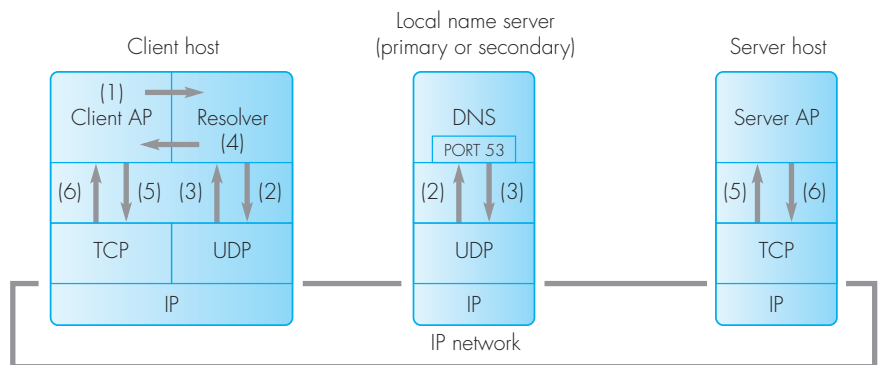 Local name server
(primary or secondary)
Client host
Server host
(1)
Client AP
Resolver
(4)
DNS
PORT 53
Server AP
(6)
(5)
(3)
(2)
(2)
(3)
(5)
(6)
TCP
UDP
UDP
TCP
IP
IP
IP
IP network